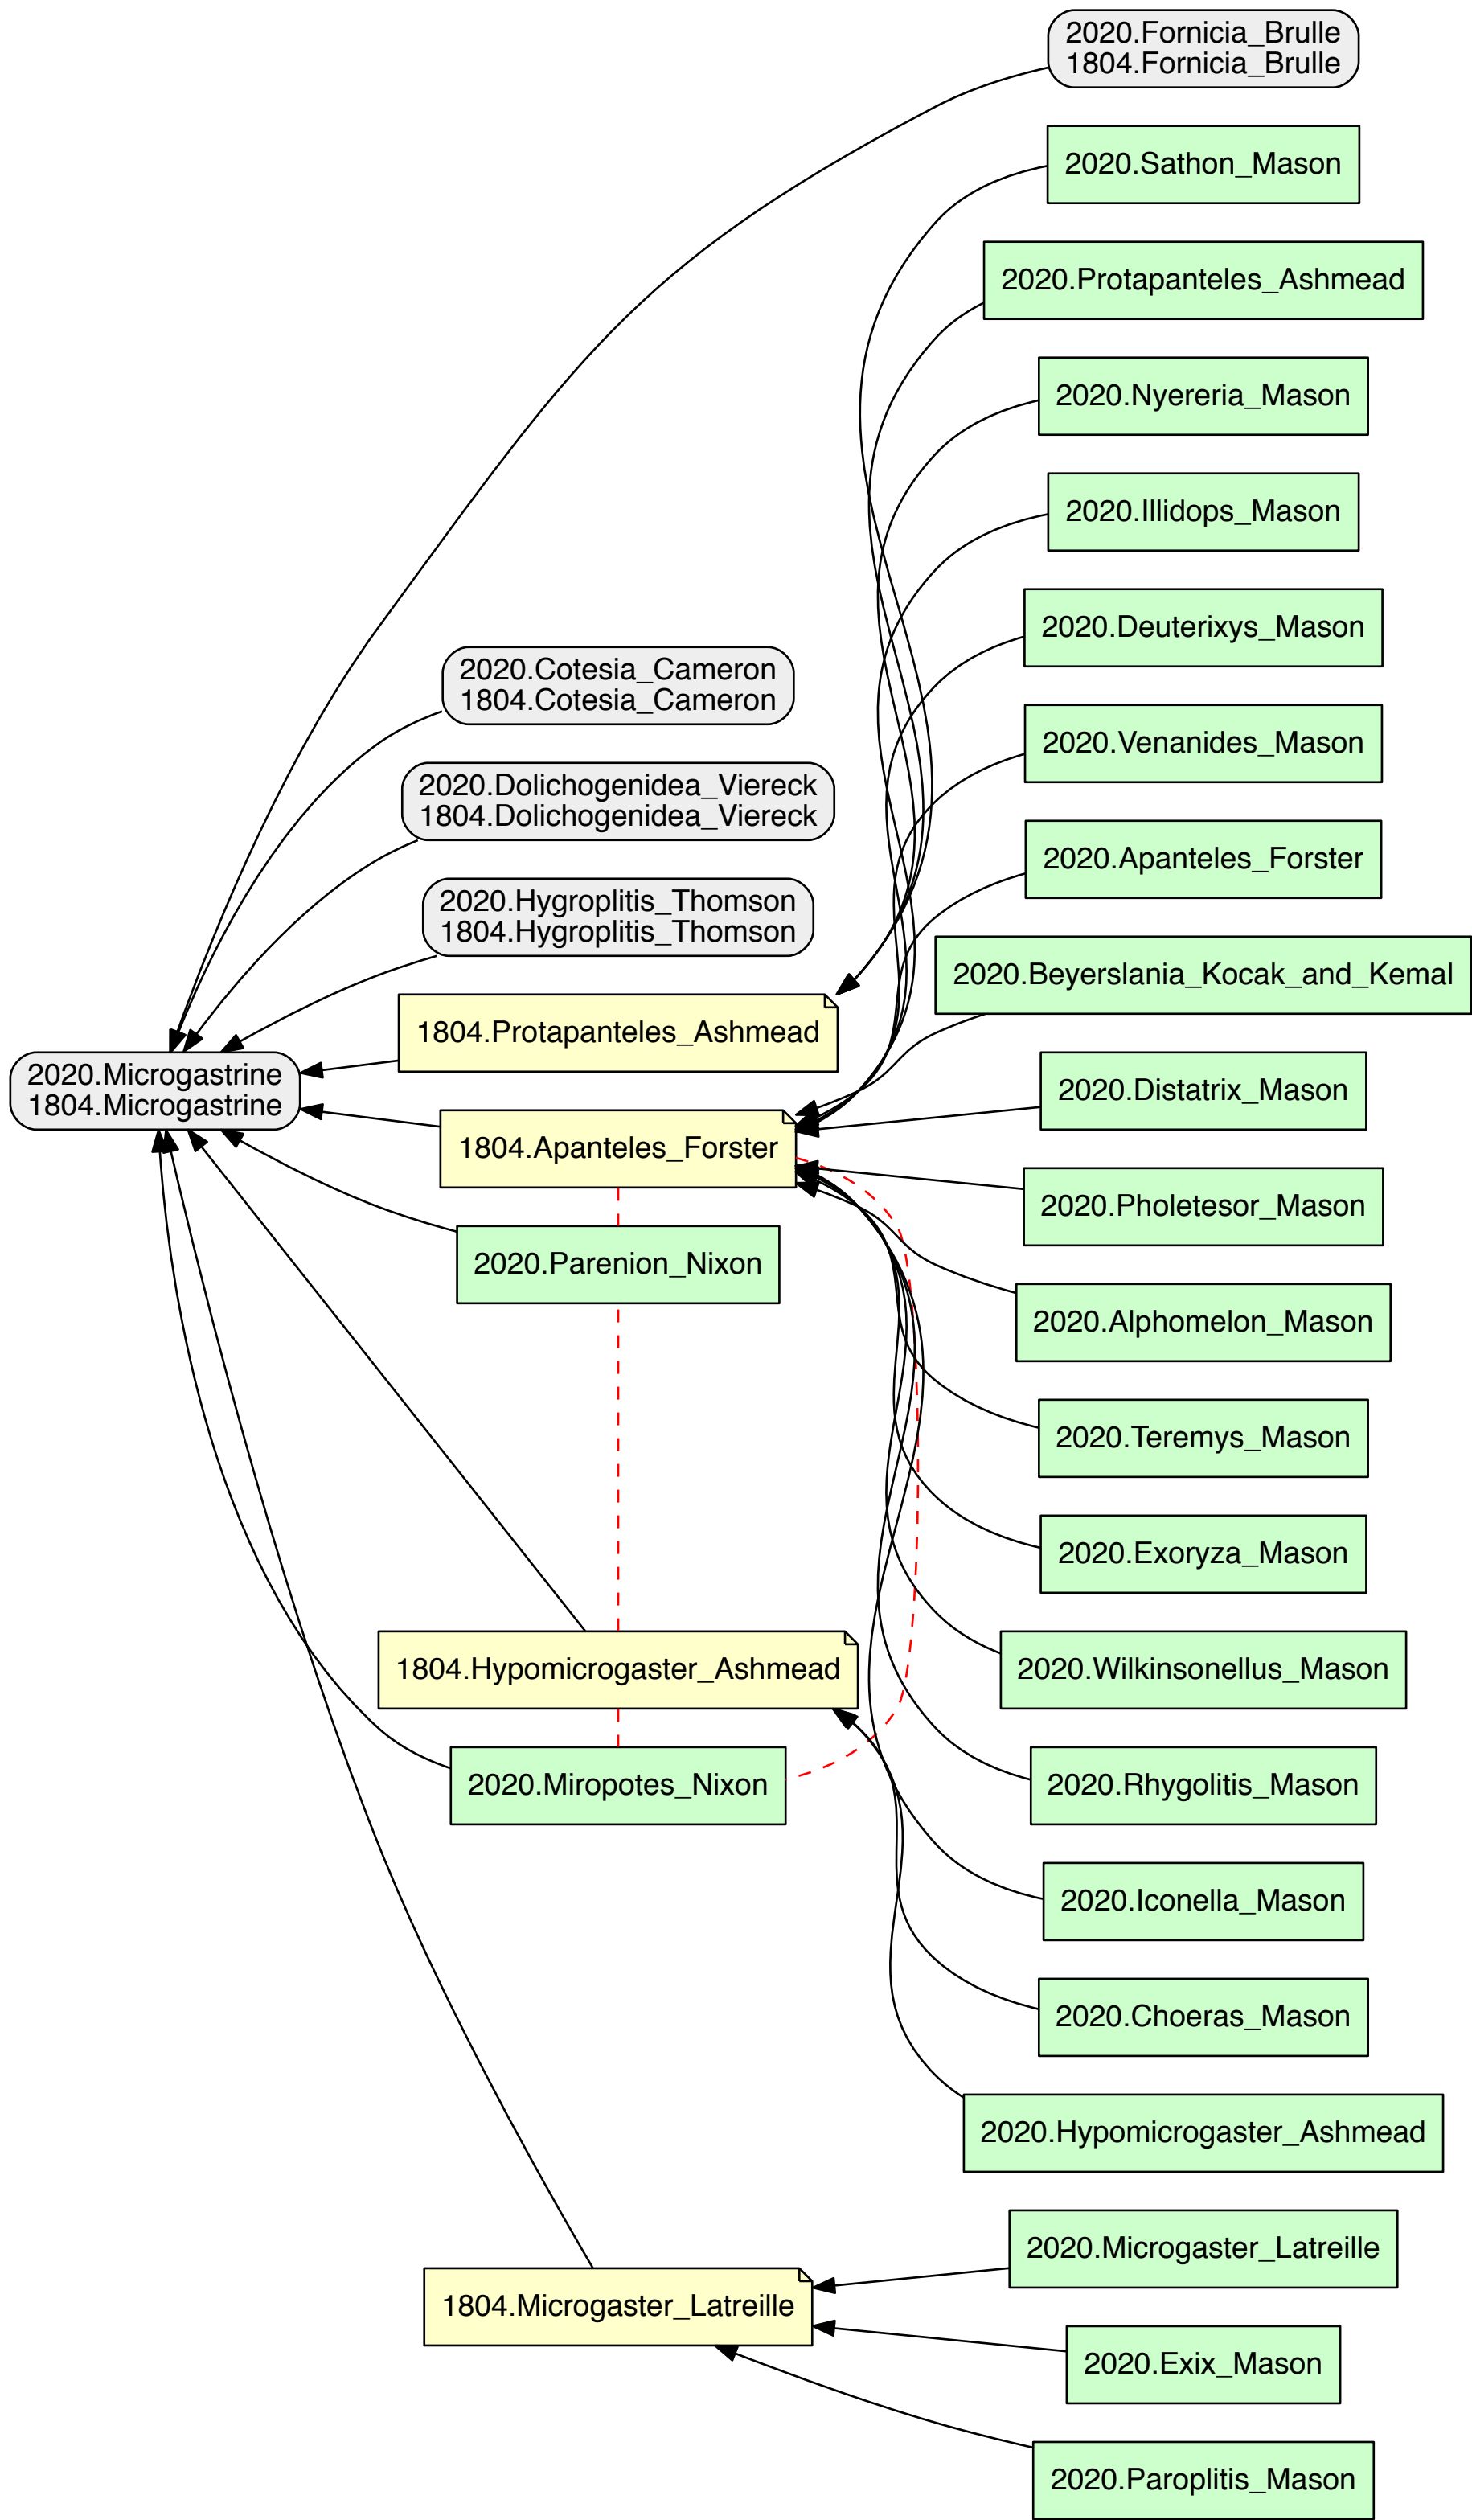 2020.Fornicia_Brulle
1804.Fornicia_Brulle
2020.Sathon_Mason
2020.Protapanteles_Ashmead
2020.Nyereria_Mason
2020.Illidops_Mason
2020.Deuterixys_Mason
2020.Cotesia_Cameron
1804.Cotesia_Cameron
2020.Venanides_Mason
2020.Dolichogenidea_Viereck
1804.Dolichogenidea_Viereck
2020.Apanteles_Forster
2020.Hygroplitis_Thomson
1804.Hygroplitis_Thomson
2020.Beyerslania_Kocak_and_Kemal
1804.Protapanteles_Ashmead
2020.Microgastrine
1804.Microgastrine
2020.Distatrix_Mason
1804.Apanteles_Forster
2020.Pholetesor_Mason
2020.Parenion_Nixon
2020.Alphomelon_Mason
2020.Teremys_Mason
2020.Exoryza_Mason
1804.Hypomicrogaster_Ashmead
2020.Wilkinsonellus_Mason
2020.Miropotes_Nixon
2020.Rhygolitis_Mason
2020.Iconella_Mason
2020.Choeras_Mason
2020.Hypomicrogaster_Ashmead
2020.Microgaster_Latreille
1804.Microgaster_Latreille
2020.Exix_Mason
2020.Paroplitis_Mason